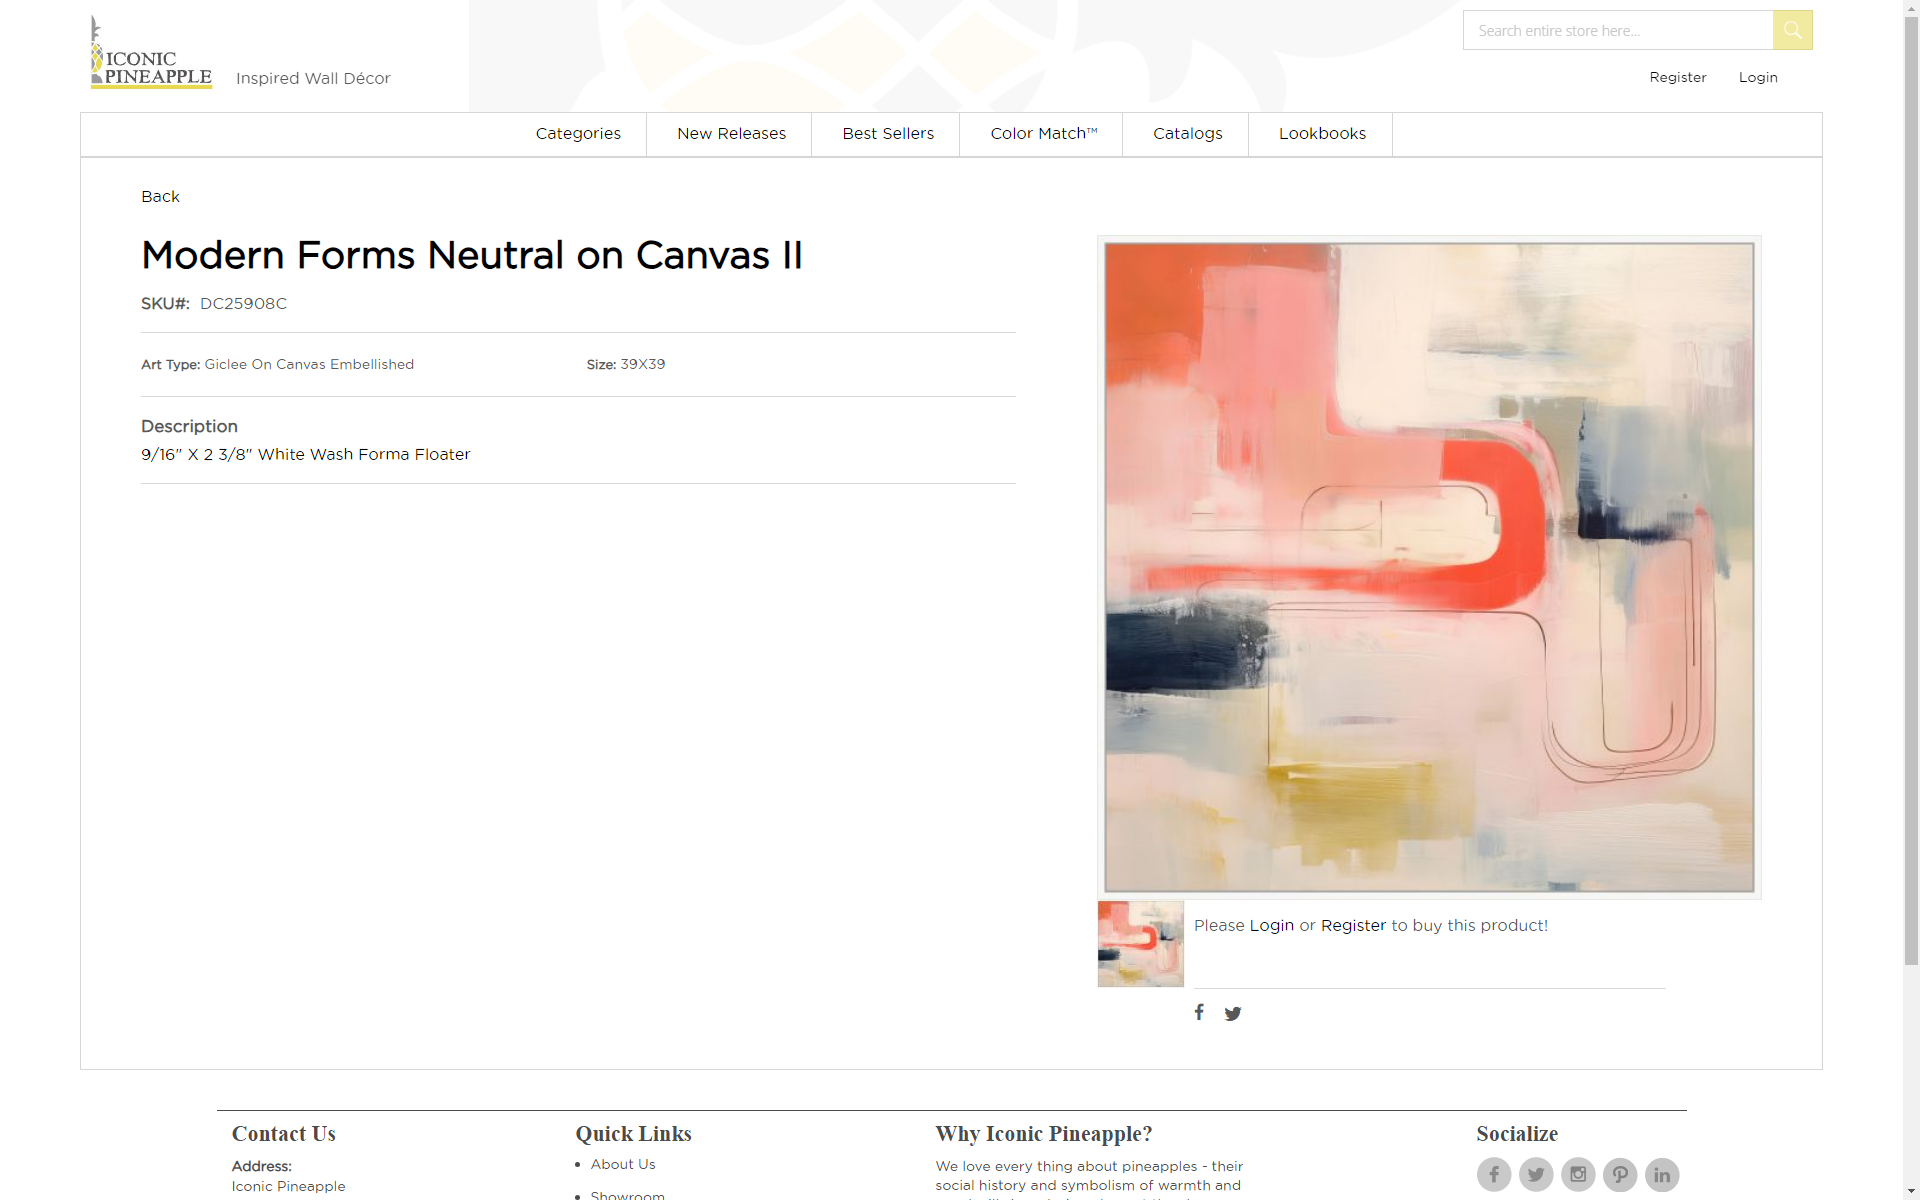 ICONIC
PINEAPPLE
Inspired Wall Décor
Search entire store here...
Register
Login
Categories
New Releases
Best Sellers
Color Match™
Catalogs
Lookbooks
Back
Modern Forms Neutral on Canvas II
SKU#: DC25908C
Art Type: Giclee On Canvas Embellished
Size: 39X39
Description
9/16" X 2 3/8" White Wash Forma Floater
Please Login or Register to buy this product!
Contact Us
Address:
Iconic Pineapple
Quick Links
About Us
Showroom
Why Iconic Pineapple?
We love every thing about pineapples - their
social history and symbolism of warmth and
Socialize